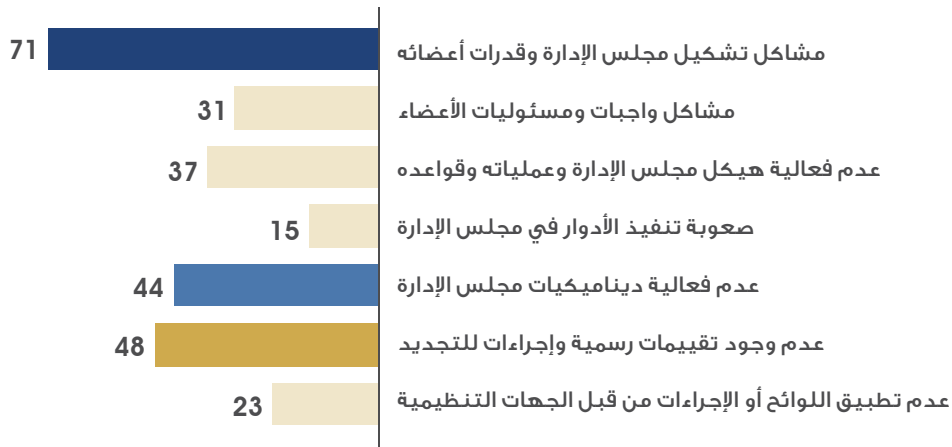 مشاكل تشكيل مجلس الإدارة وقدرات أعضائه 71
مشاكل واجبات ومسئوليات الأعضاء 31
عدم فعالية هيكل مجلس الإدارة وعملياته وقواعده 37
صعوبة تنفيذ الأدوار في مجلس الإدارة 15
عدم فعالية ديناميكيات مجلس الإدارة 44
عدم وجود تقييمات رسمية وإجراءات للتجديد 48
عدم تطبيق اللوائح أو الإجراءات من قبل الجهات التنظيمية 23